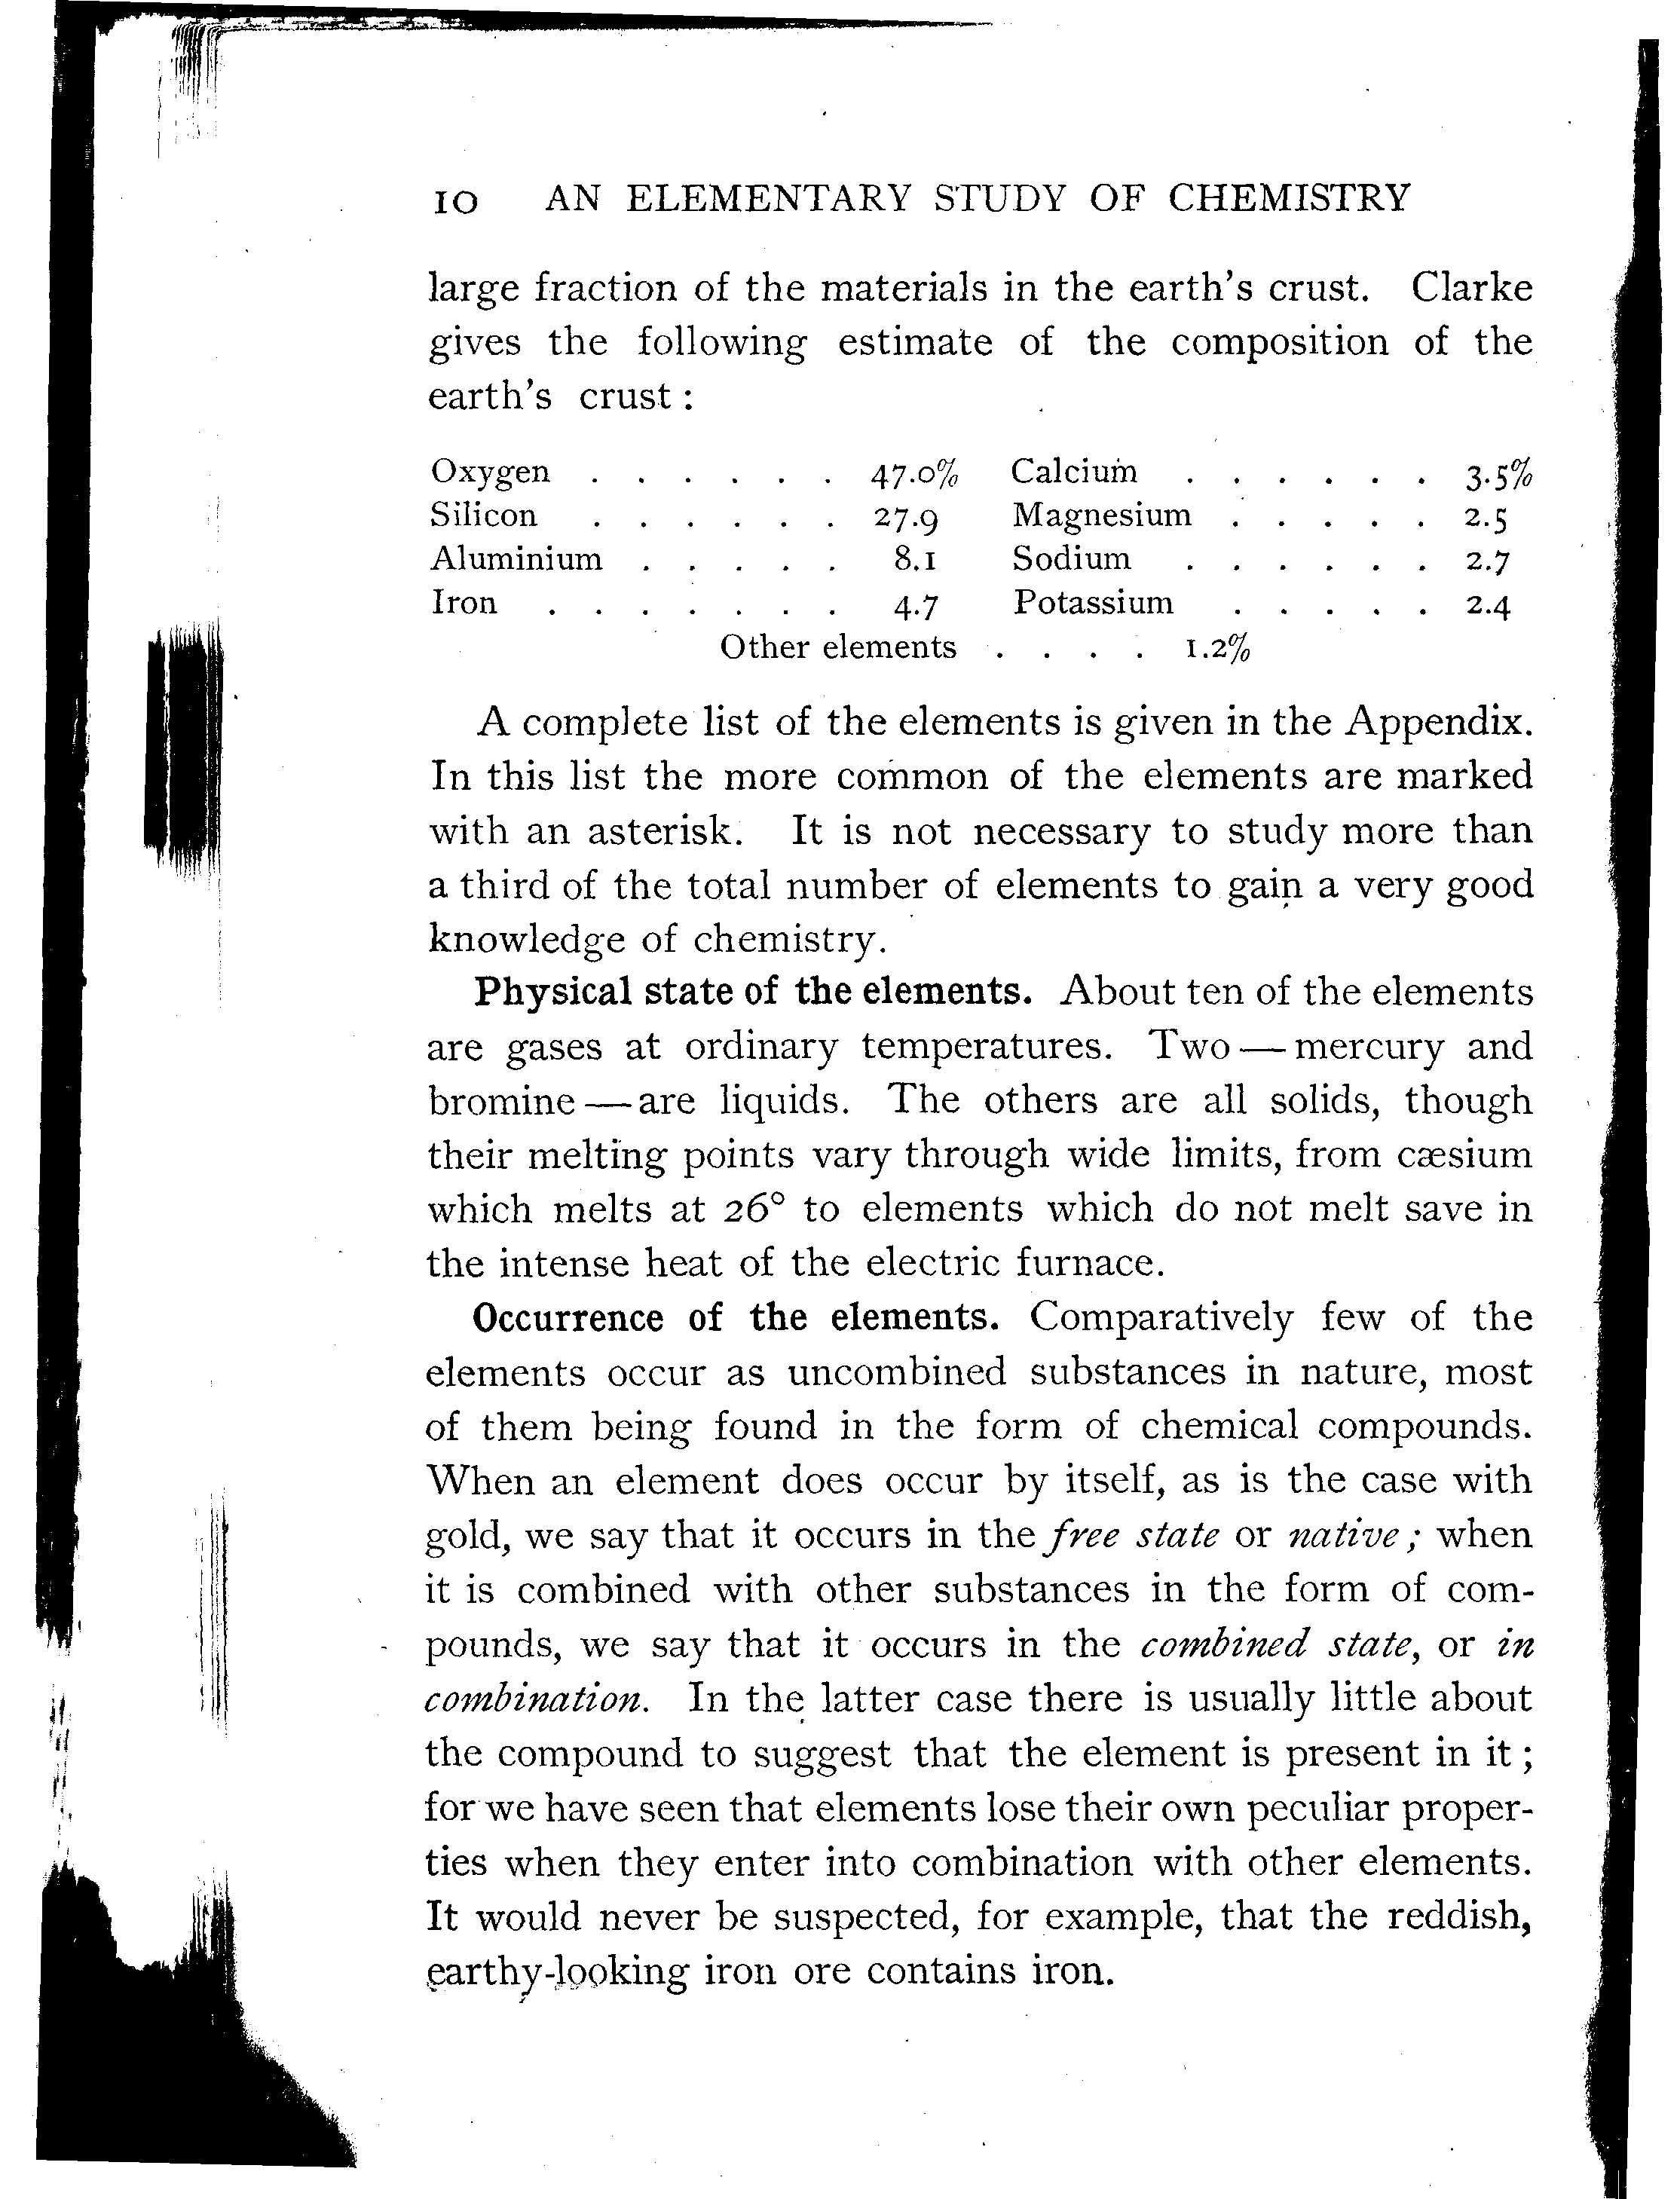 10 AN ELEMENTARY STUDY OF CHEMISTRY
large fraction of the materials in the earth's crust. Clarke
gives the following estimate of the composition of the
earth's crust :
Oxygen . . . . . . 47.0% Calcium . . . . . . 3.5%
Silicon . . . . . . 27.9 Magnesium . . . . . 2.5
Aluminium . . . . . 8.1 Sodium . . . . . . 2.7
Iron . . . . . . . 4.7 Potassium . . . . . 2.4
Other elements . . . . 1.2%
A complete list of the elements is given in the Appendix.
In this list the more common of the elements are marked
with an asterisk. It is not necessary to study more than
a third of the total number of elements to gain a very good
knowledge of chemistry.
Physical state of the elements. About ten of the elements
are gases at ordinary temperatures. Two — mercury and
bromine — are liquids. The others are all solids, though
their melting points vary through wide limits, from cæsium
which melts at 26° to elements which do not melt save in
the intense heat of the electric furnace.
Occurrence of the elements. Comparatively few of the
elements occur as uncombined substances in nature, most
of them being found in the form of chemical compounds.
When an element does occur by itself, as is the case with
gold, we say that it occurs in the free state or native ; when
it is combined with other substances in the form of com-
pounds, we say that it occurs in the combined state, or in
combination. In the latter case there is usually little about
the compound to suggest that the element is present in it ;
for we have seen that elements lose their own peculiar proper-
ties when they enter into combination with other elements.
It would never be suspected, for example, that the reddish,
earthy-looking iron ore contains iron.